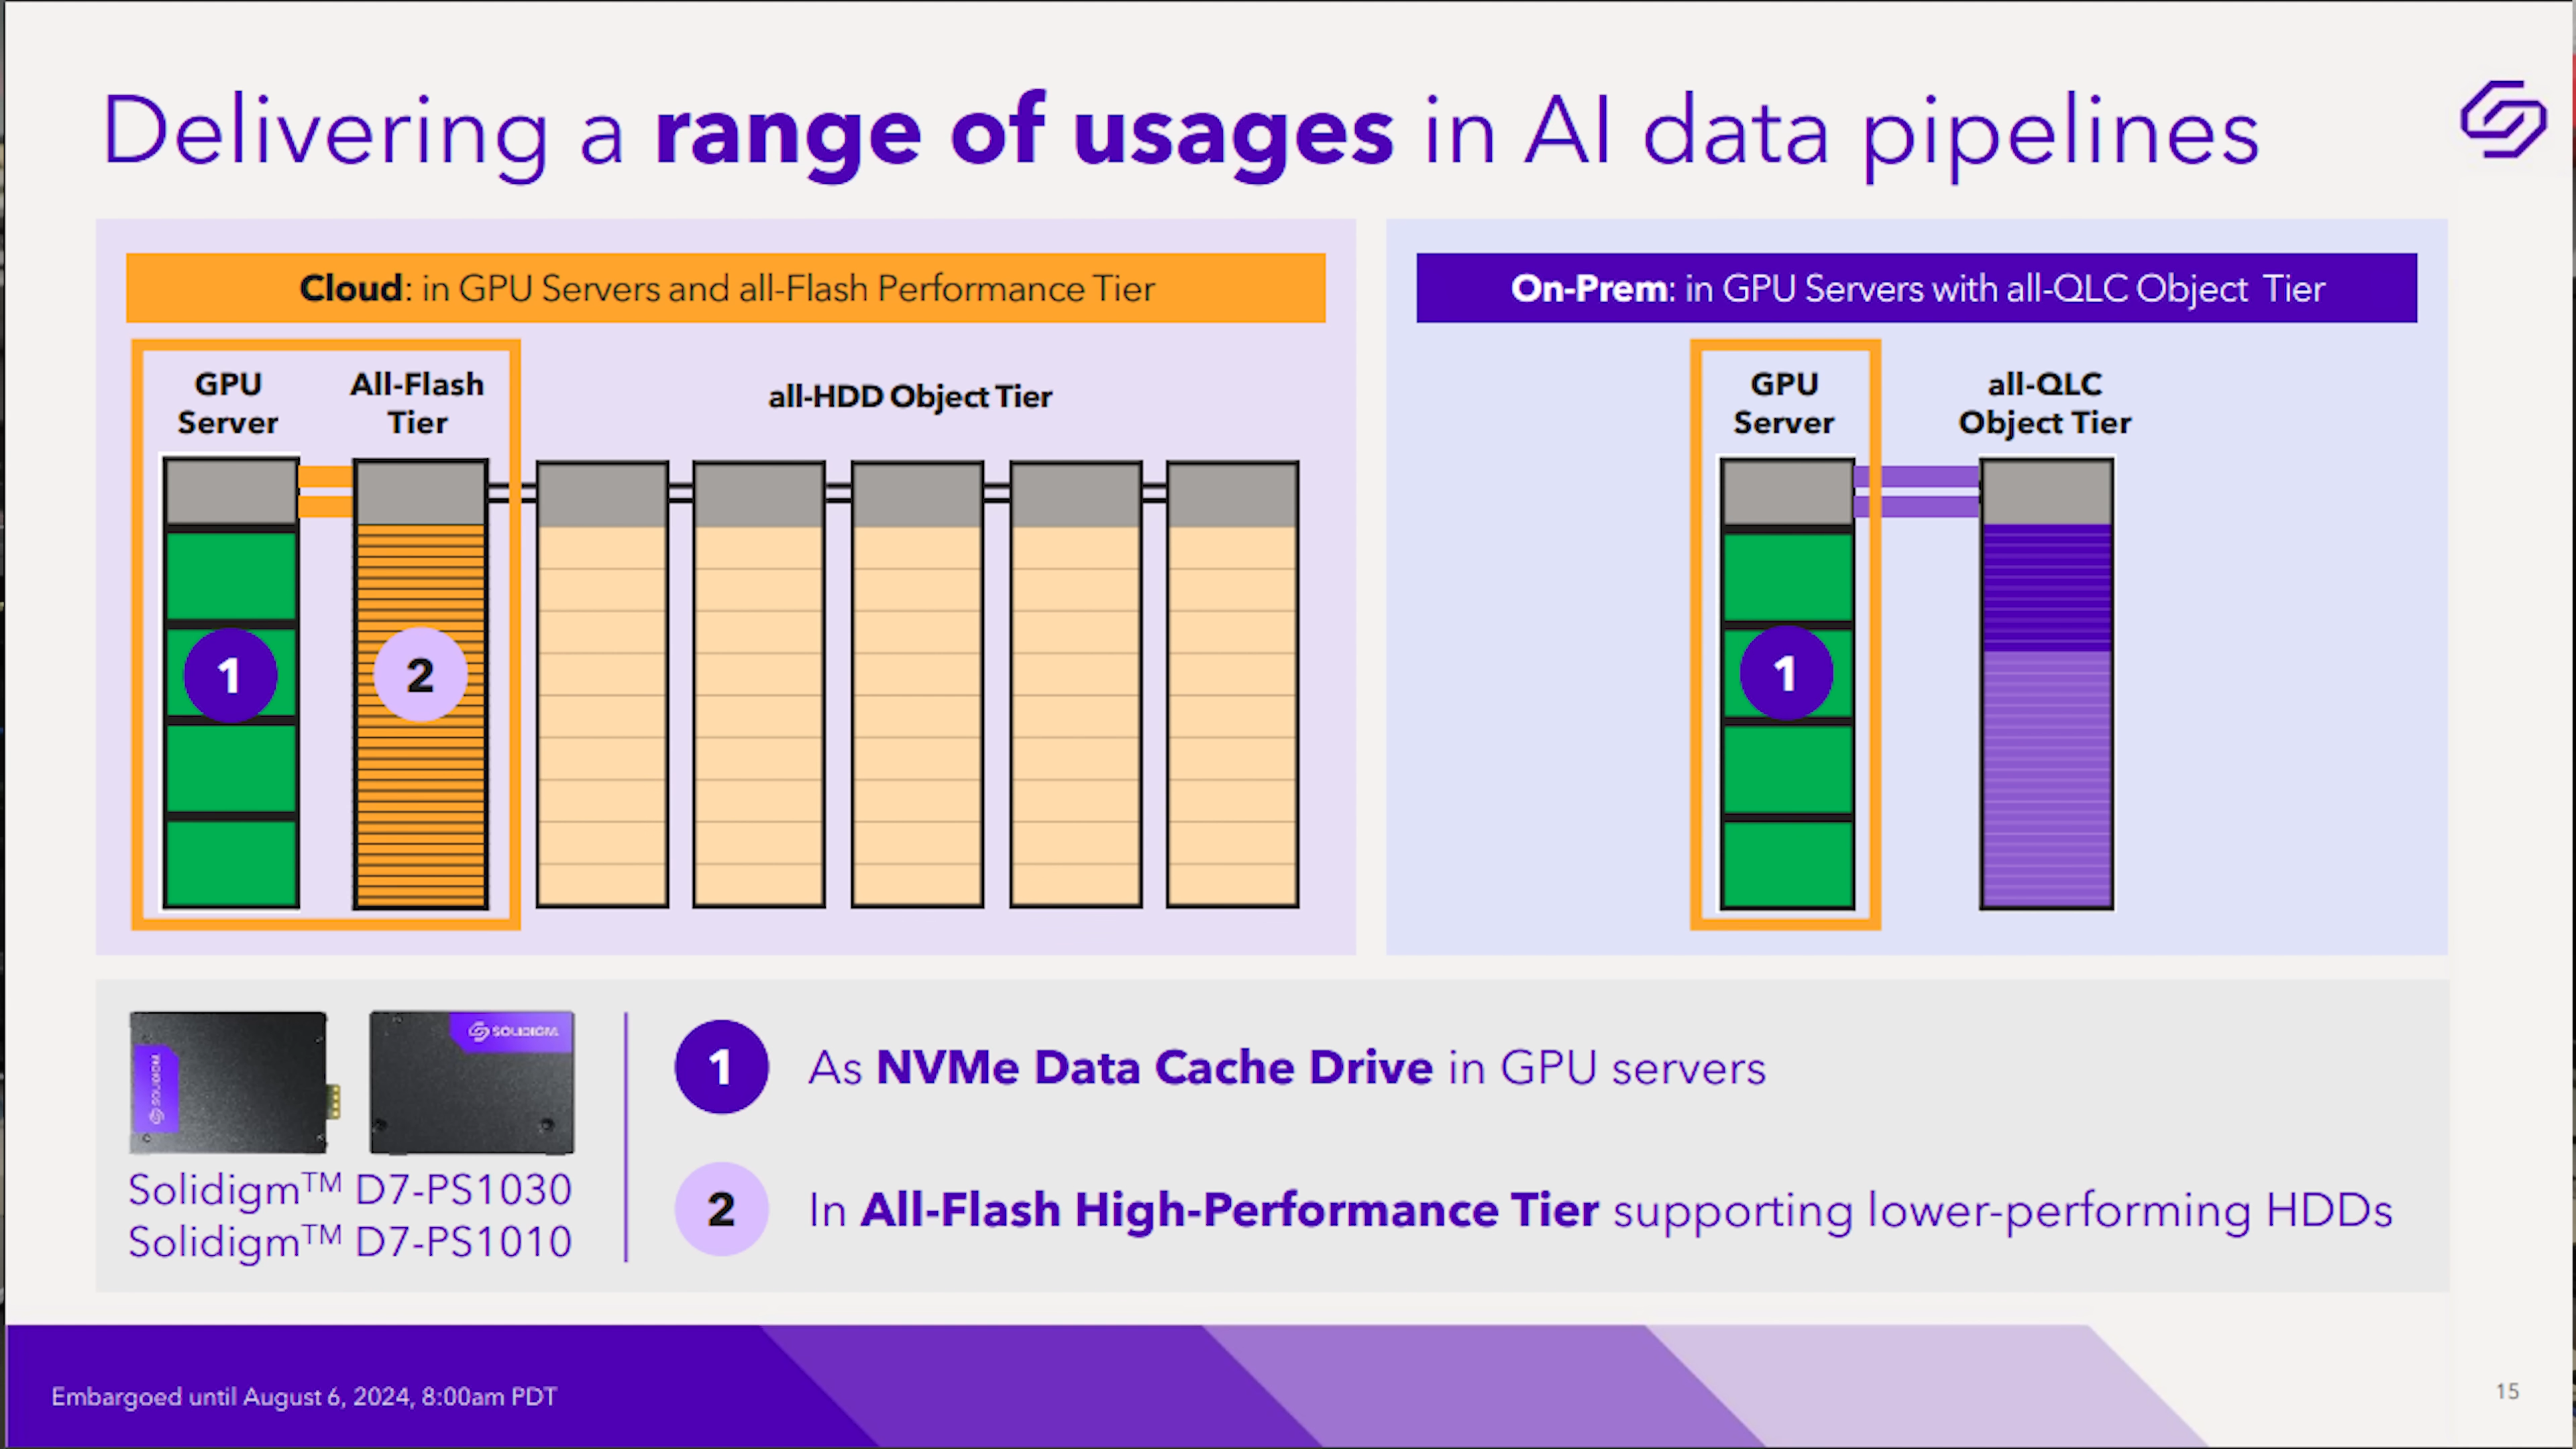 Delivering a range of usages in AI data pipelines
Cloud: in GPU Servers and all-Flash Performance Tier
GPU
Server
All-Flash
Tier
all-HDD Object Tier
1
2
On-Prem: in GPU Servers with all-QLC Object Tier
GPU
Server
all-QLC
Object Tier
1
SOLIDIGM
SOLIDIGM
Solidigm™ D7-PS1030
Solidigm™ D7-PS1010
1 As NVMe Data Cache Drive in GPU servers
2 In All-Flash High-Performance Tier supporting lower-performing HDDs
Embargoed until August 6, 2024, 8:00am PDT
15